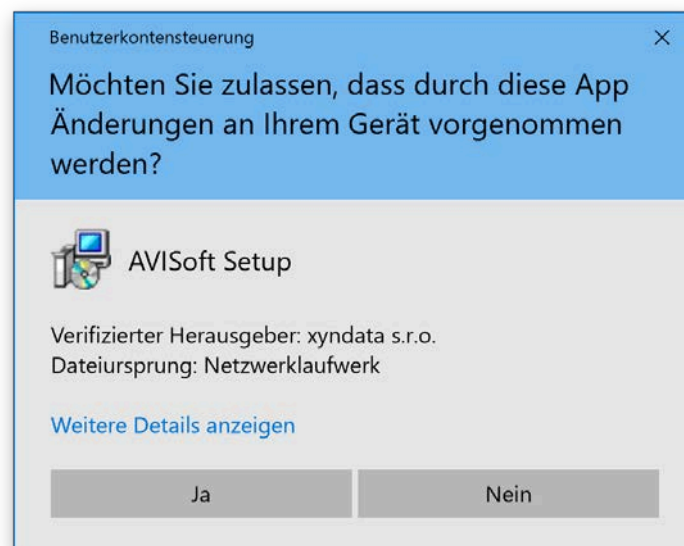 Benutzerkontensteuerung
Möchten Sie zulassen, dass durch diese App
Änderungen an Ihrem Gerät vorgenommen
werden?
AVISoft Setup
Verifizierter Herausgeber: xyndata s.r.o.
Dateiursprung: Netzwerklaufwerk
Weitere Details anzeigen
Ja
Nein